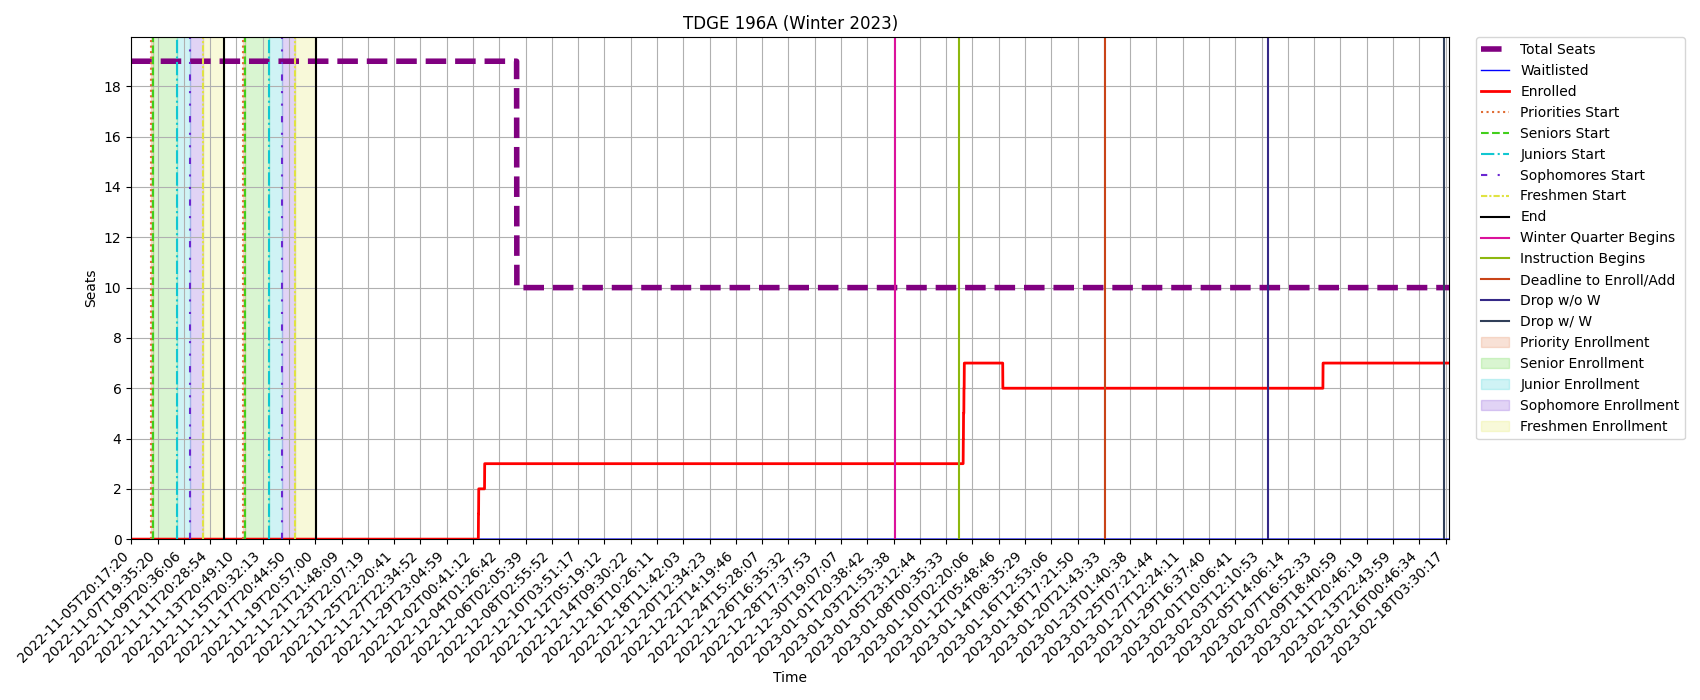 TDGE 196A (Winter 2023)
Seats
18
16
14
12
10
8
6
4
2
0
2022-11-05T20:17:20
2022-11-07T19:35:20
2022-11-09T20:36:06
2022-11-11T20:28:54
2022-11-13T20:49:10
2022-11-15T20:32:13
2022-11-17T20:44:50
2022-11-19T20:57:00
2022-11-21T21:48:09
2022-11-23T22:07:19
2022-11-25T22:20:41
2022-11-27T22:34:52
2022-11-29T23:04:59
2022-12-02T00:41:12
2022-12-04T01:26:42
2022-12-06T02:05:39
2022-12-08T02:55:52
2022-12-10T03:51:17
2022-12-12T05:19:12
2022-12-14T09:30:22
2022-12-16T10:26:11
2022-12-18T11:42:03
2022-12-20T12:34:23
2022-12-22T14:19:46
2022-12-24T15:28:07
2022-12-26T16:35:32
2022-12-28T17:37:53
2022-12-30T19:07:07
2023-01-01T20:38:42
2023-01-03T21:53:38
2023-01-05T23:12:44
2023-01-08T00:35:33
2023-01-10T02:20:06
2023-01-12T05:48:46
2023-01-14T08:35:29
2023-01-16T12:53:06
2023-01-18T17:21:50
2023-01-20T21:43:33
2023-01-23T01:40:38
2023-01-25T07:21:44
2023-01-27T12:24:11
2023-01-29T16:37:40
2023-02-01T10:06:41
2023-02-03T12:10:53
2023-02-05T14:06:14
2023-02-07T16:52:33
2023-02-09T18:40:59
2023-02-11T20:46:19
2023-02-13T22:43:59
2023-02-16T00:46:34
2023-02-18T03:30:17
Time
Total Seats
Waitlisted
Enrolled
Priorities Start
Seniors Start
Juniors Start
Sophomores Start
Freshmen Start
End
Winter Quarter Begins
Instruction Begins
Deadline to Enroll/Add
Drop w/o W
Drop w/ W
Priority Enrollment
Senior Enrollment
Junior Enrollment
Sophomore Enrollment
Freshmen Enrollment